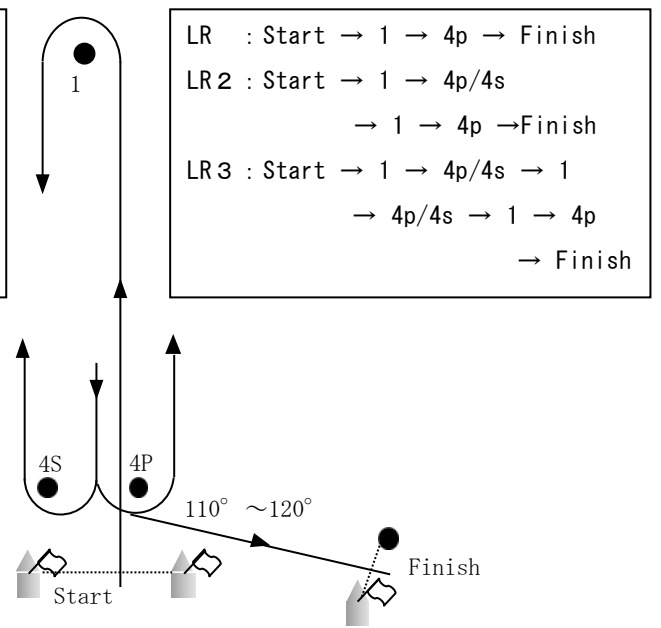 LR : Start → 1 → 4p → Finish
LR２ : Start → 1 → 4p/4s
→ 1 → 4p →Finish
LR３ : Start → 1 → 4p/4s → 1
→ 4p/4s → 1 → 4p
→ Finish
1
4S
4P
110° ～120°
Finish
Start